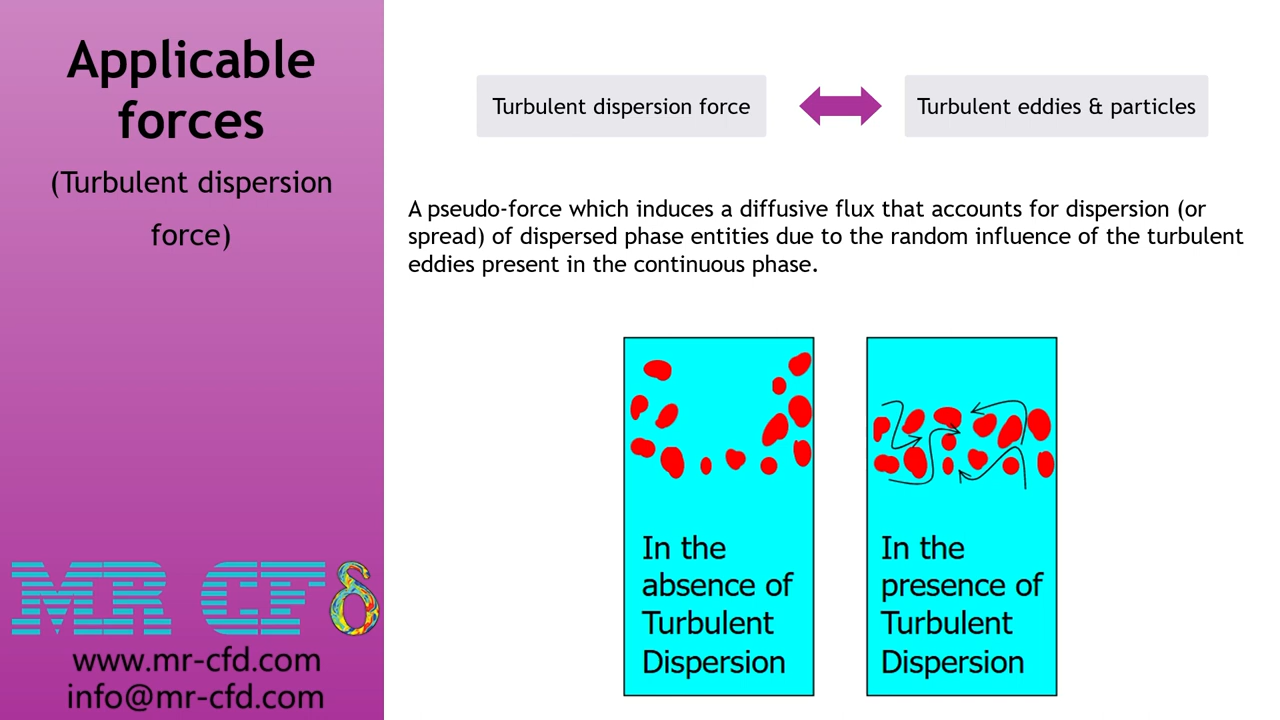 Applicable
forces
(Turbulent dispersion
force)
Turbulent dispersion force
Turbulent eddies & particles
A pseudo-force which induces a diffusive flux that accounts for dispersion (or
spread) of dispersed phase entities due to the random influence of the turbulent
eddies present in the continuous phase.
In the
absence of
Turbulent
Dispersion
In the
presence of
Turbulent
Dispersion
MR CFδ
www.mr-cfd.com
info@mr-cfd.com